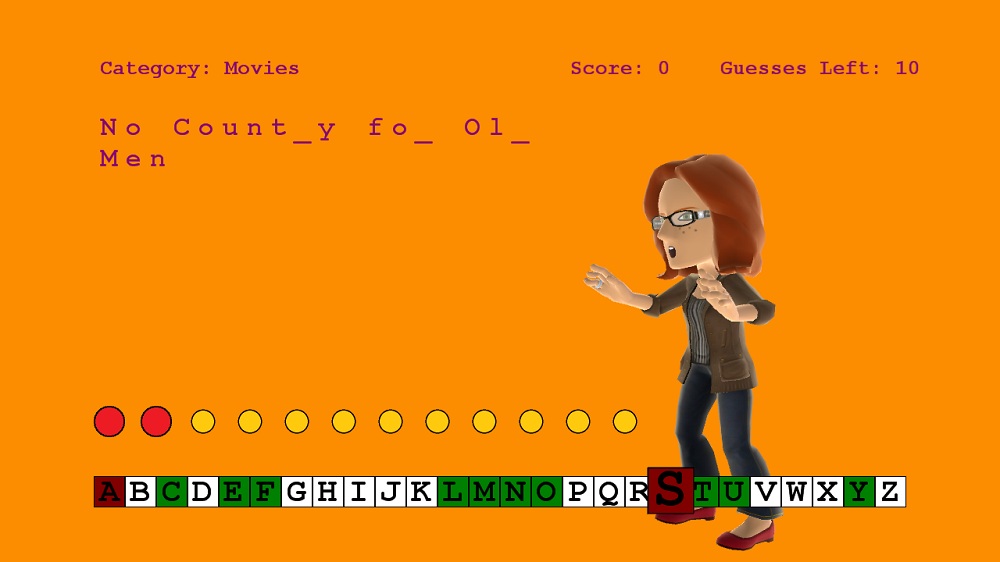 Category: Movies Score: 0 Guesses Left: 10
No Count_y fo_ Ol_
Men
ABCDEFGHIJKLMNOPQRSTUVWXYZ